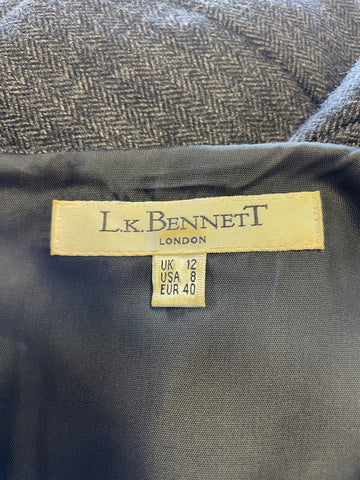 L.K. BENNETT
LONDON
UK 12
USA 8
EUR 40